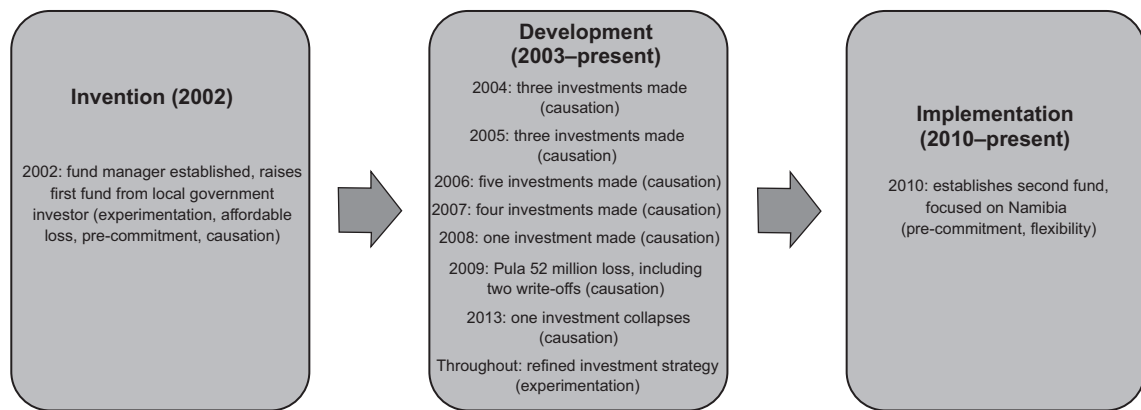 Invention (2002)
2002: fund manager established, raises
first fund from local government
investor (experimentation, affordable
loss, pre-commitment, causation)
Development
(2003–present)
2004: three investments made
(causation)
2005: three investments made
(causation)
2006: five investments made (causation)
2007: four investments made (causation)
2008: one investment made (causation)
2009: Pula 52 million loss, including
two write-offs (causation)
2013: one investment collapses
(causation)
Throughout: refined investment strategy
(experimentation)
Implementation
(2010–present)
2010: establishes second fund,
focused on Namibia
(pre-commitment, flexibility)